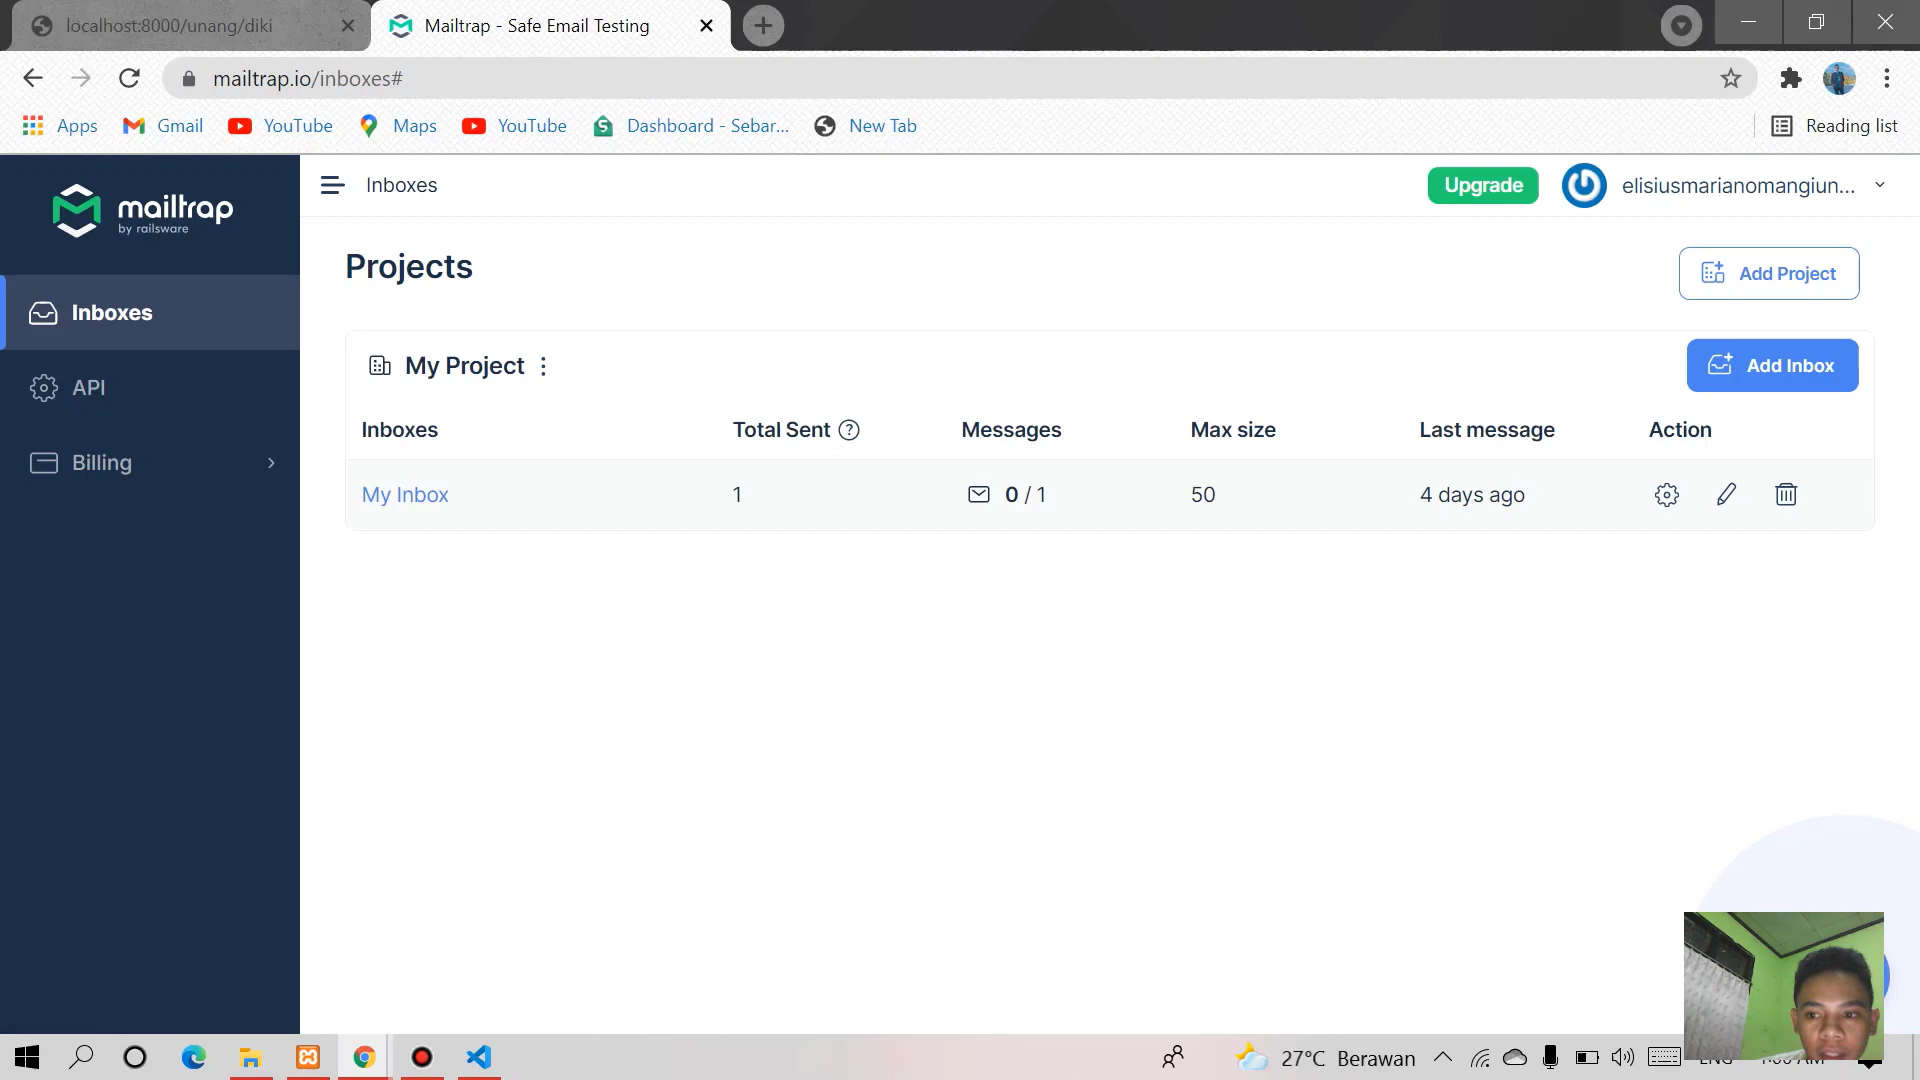 localhost:8000/unang/diki
Mailtrap - Safe Email Testing
mailtrap.io/inboxes#
Apps
Gmail
YouTube
Maps
YouTube
Dashboard - Sebar...
New Tab
Reading list
mailtrap
by railsware
Inboxes
Upgrade
elisiusmarianomangiun...
Inboxes
API
Billing
Projects
Add Project
My Project
Add Inbox
Inboxes Total Sent ? Messages Max size Last message Action
My Inbox 1 0 / 1 50 4 days ago
27°C Berawan